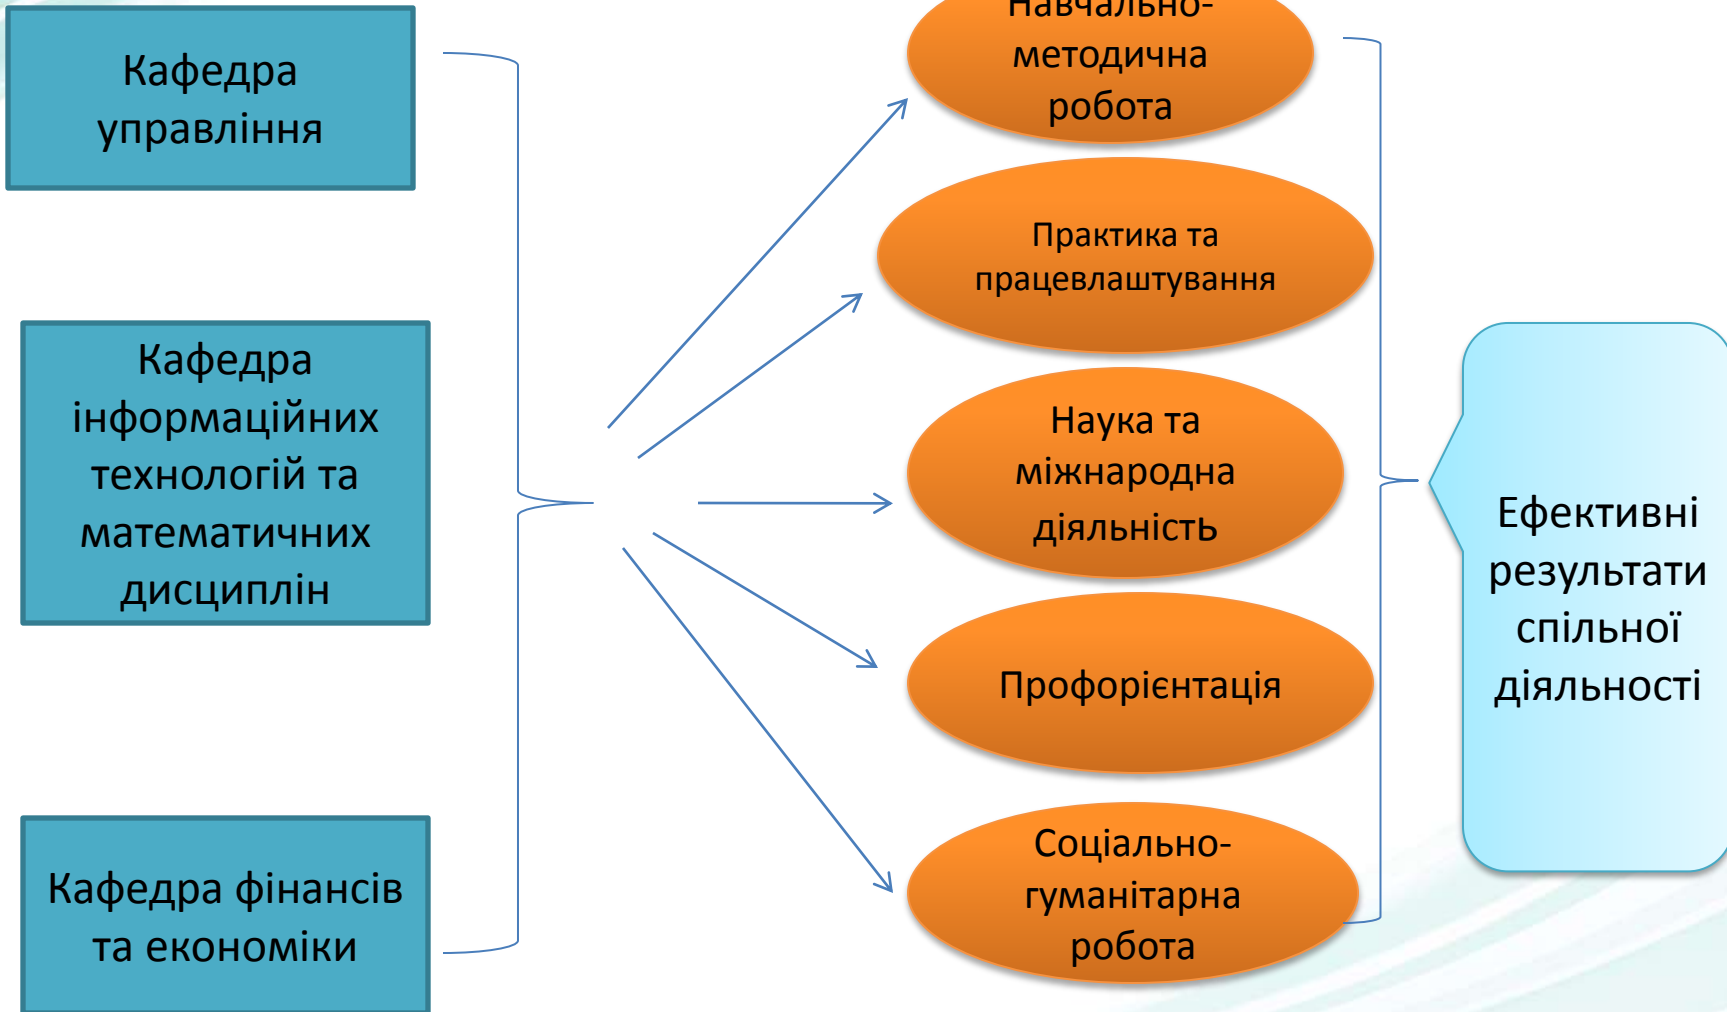 Кафедра
управління
Кафедра
інформаційних
технологій та
математичних
дисциплін
Кафедра фінансів
та економіки
Навчально-
методична
робота
Практика та
працевлаштування
Наука та
міжнародна
діяльність
Профорієнтація
Соціально-
гуманітарна
робота
Ефективні
результати
спільної
діяльності